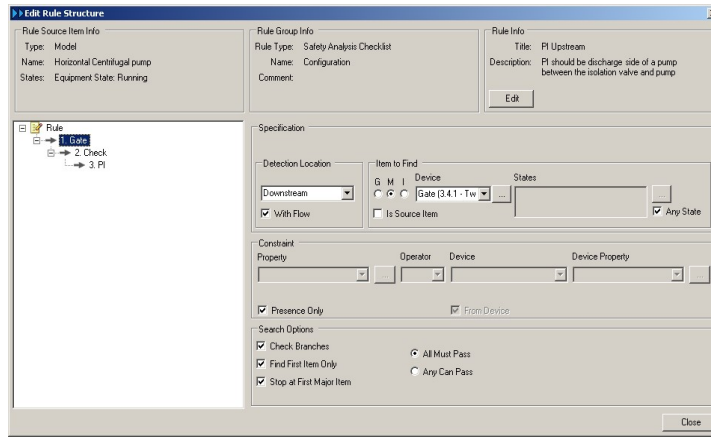 Edit Rule Structure
Rule Source Item Info
Type: Model
Name: Horizontal Centrifugal pump
States: Equipment State: Running
Rule Group Info
Rule Type: Safety Analysis Checklist
Name: Configuration
Comment:
Rule Info
Title: PI Upstream
Description: PI should be discharge side of a pump
between the isolation valve and pump
Edit
Rule
1. Gate
2. Check
3. PI
Specification
Detection Location
Downstream
With Flow
Item to Find
G M I Device States
Gate (3.4.1 - Tw ... ...
Is Source Item
Any State
Constraint
Property Operator Device Device Property
... ...
Presence Only
From Device
Search Options
Check Branches
Find First Item Only
Stop at First Major Item
All Must Pass
Any Can Pass
Close